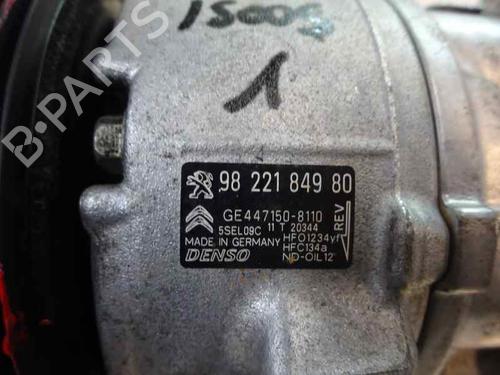 ISOOS
1
98 221 849 80
GE447150-8110
5SEL09C 11 T 20344
MADE IN GERMANY
DENSO
HFO1234yf
HFC134a
ND-OIL12
REV
B-PARTS